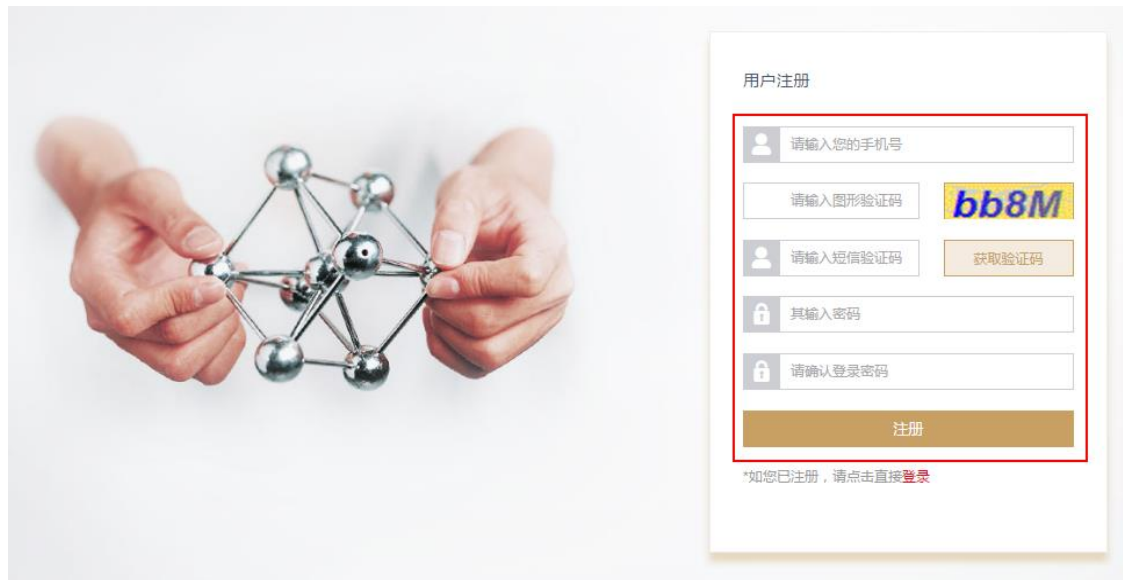 用户注册
请输入您的手机号
请输入图形验证码
bb8M
请输入短信验证码
获取验证码
其输入密码
请确认登录密码
注册
*如您已注册，请点击直接登录